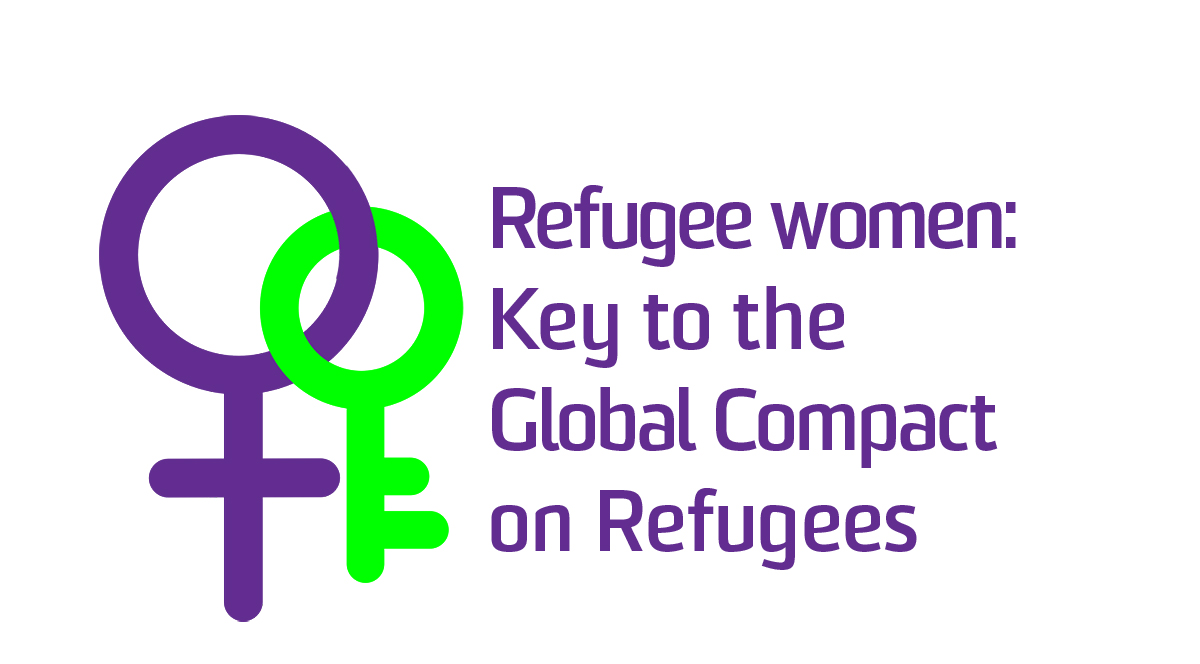 Refugee women:
Key to the
Global Compact
on Refugees